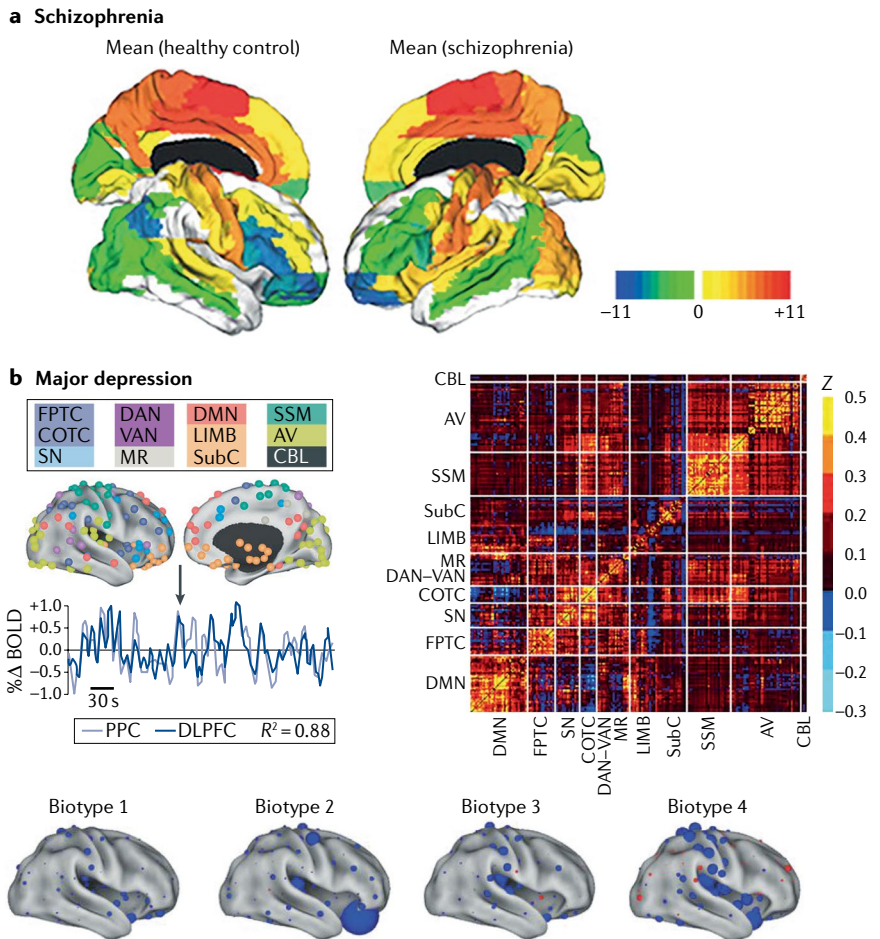 a Schizophrenia
Mean (healthy control)
Mean (schizophrenia)
-11 0 +11
b Major depression
FPTC DAN DMN SSM
COTC VAN LIMB AV
SN MR SubC CBL
%Δ BOLD
+1.0
+0.5
0.0
−0.5
−1.0
30 s
PPC DLPFC R² = 0.88
CBL
AV
SSM
SubC
LIMB
MR
DAN–VAN
COTC
SN
FPTC
DMN
DMN
FPTC
SN
COTC
DAN–VAN
MR
LIMB
SubC
SSM
AV
CBL
Z
0.5
0.4
0.3
0.2
0.1
0.0
−0.1
−0.2
−0.3
Biotype 1
Biotype 2
Biotype 3
Biotype 4